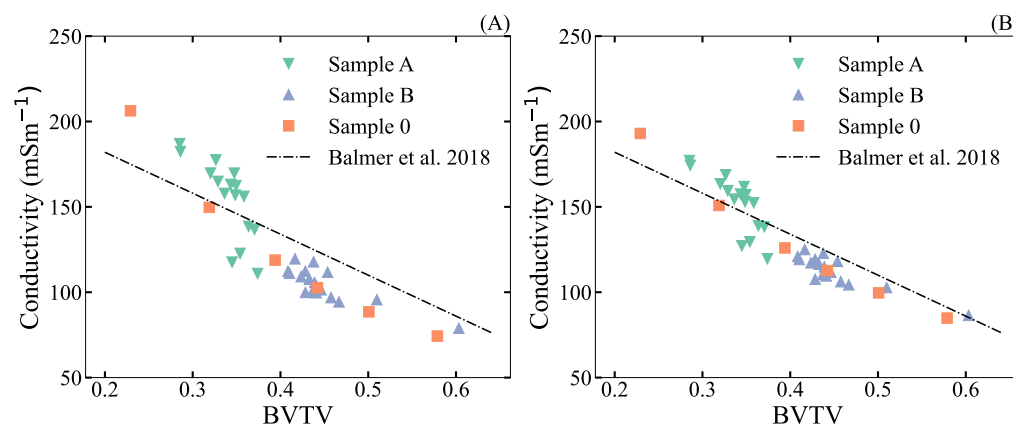 (A)
250
200
150
100
50
Conductivity (mSm⁻¹)
Sample A
Sample B
Sample 0
Balmer et al. 2018
0.2 0.3 0.4 0.5 0.6
BVTV
(B
250
200
150
100
50
Conductivity (mSm⁻¹)
Sample A
Sample B
Sample 0
Balmer et al. 2018
0.2 0.3 0.4 0.5 0.6
BVTV